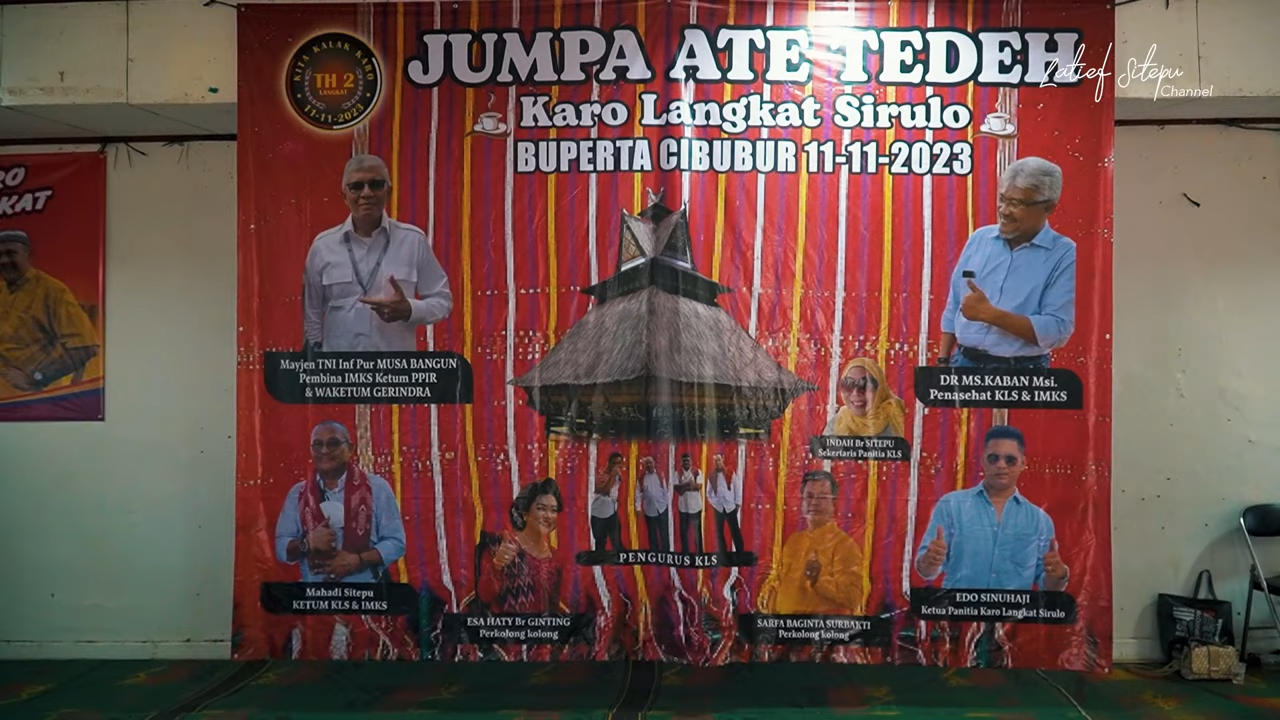 JUMPA ATE TEDEH
Latief Sitepu
Channel
KITA KALAK KARO
TH 2
LANGKAT
11-11-2023
Karo Langkat Sirulo
BUPERTA CIBUBUR 11-11-2023
RO
KAT
Mayjen TNI Inf Pur MUSA BANGUN
Pembina IMKS Ketum PPIR
& WAKETUM GERINDRA
DR MS.KABAN Msi.
Penasehat KLS & IMKS
INDAH Br SITEPU
Sekertaris Panitia KLS
PENGURUS KLS
Mahadi Sitepu
KETUM KLS & IMKS
ESA HATY Br GINTING
Perkolong kolong
SARFA BAGINTA SURBAKTI
Perkolong kolong
EDO SINUHAJI
Ketua Panitia Karo Langkat Sirulo